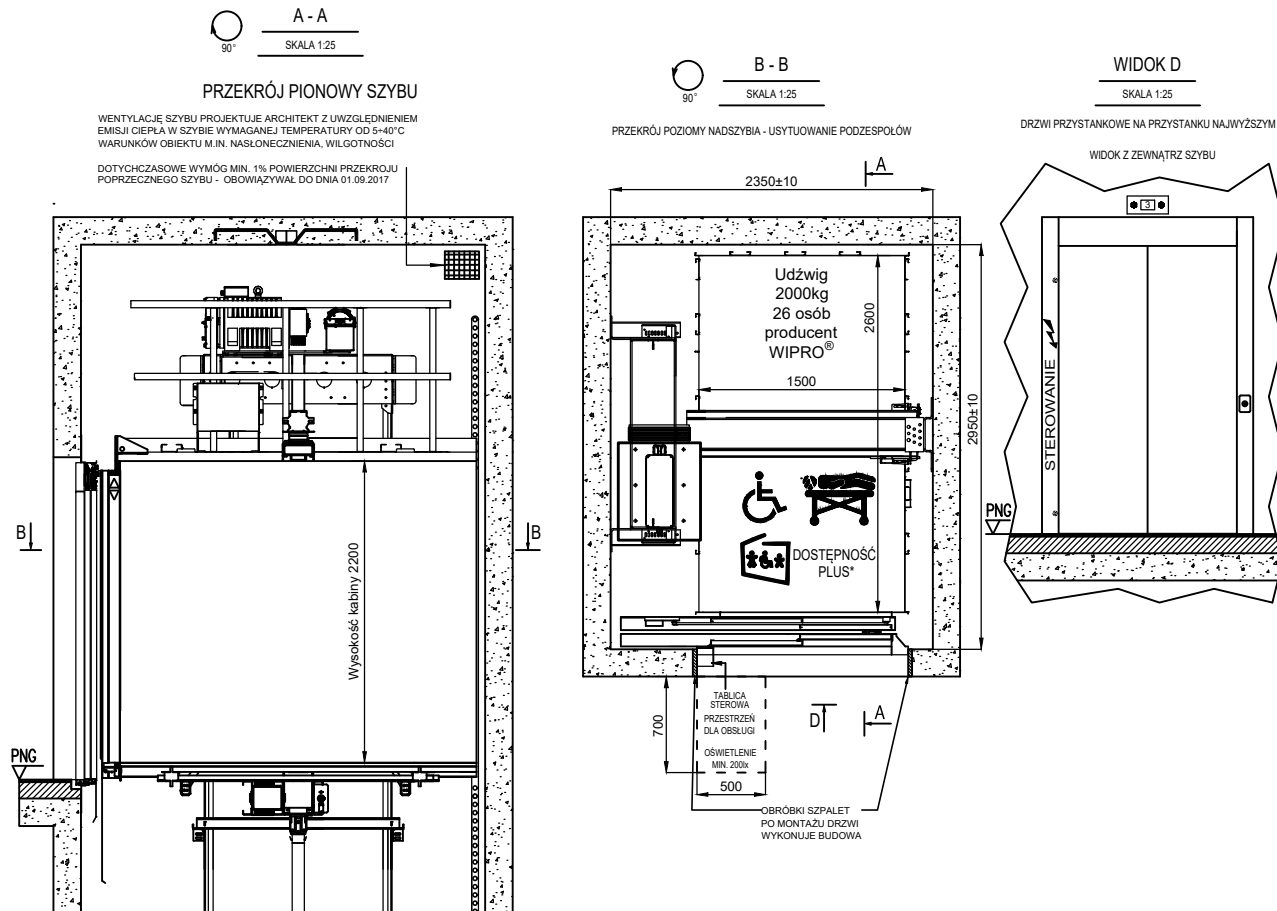 A - A
90°
SKALA 1:25
PRZEKRÓJ PIONOWY SZYBU
WENTYLACJĘ SZYBU PROJEKTUJE ARCHITEKT Z UWZGLĘDNIENIEM
EMISJI CIEPŁA W SZYBIE WYMAGANEJ TEMPERATURY OD 5÷40°C
WARUNKÓW OBIEKTU M.IN. NASŁONECZNIENIA, WILGOTNOŚCI
DOTYCHCZASOWE WYMÓG MIN. 1% POWIERZCHNI PRZEKROJU
POPRZECZNEGO SZYBU - OBOWIĄZYWAŁ DO DNIA 01.09.2017
B
B
Wysokość kabiny 2200
PNG
B - B
90°
SKALA 1:25
PRZEKRÓJ POZIOMY NADSZYBIA - USYTUOWANIE PODZESPOŁÓW
A
2350±10
Udźwig
2000kg
26 osób
producent
WIPRO®
2600
1500
2950±10
DOSTĘPNOŚĆ
PLUS*
TABLICA
STEROWA
PRZESTRZEŃ
DLA OBSŁUGI
OŚWIETLENIE
MIN. 200lx
700
500
D
A
OBRÓBKI SZPALET
PO MONTAŻU DRZWI
WYKONUJE BUDOWA
WIDOK D
SKALA 1:25
DRZWI PRZYSTANKOWE NA PRZYSTANKU NAJWYŻSZYM
WIDOK Z ZEWNĄTRZ SZYBU
3
STEROWANIE
PNG